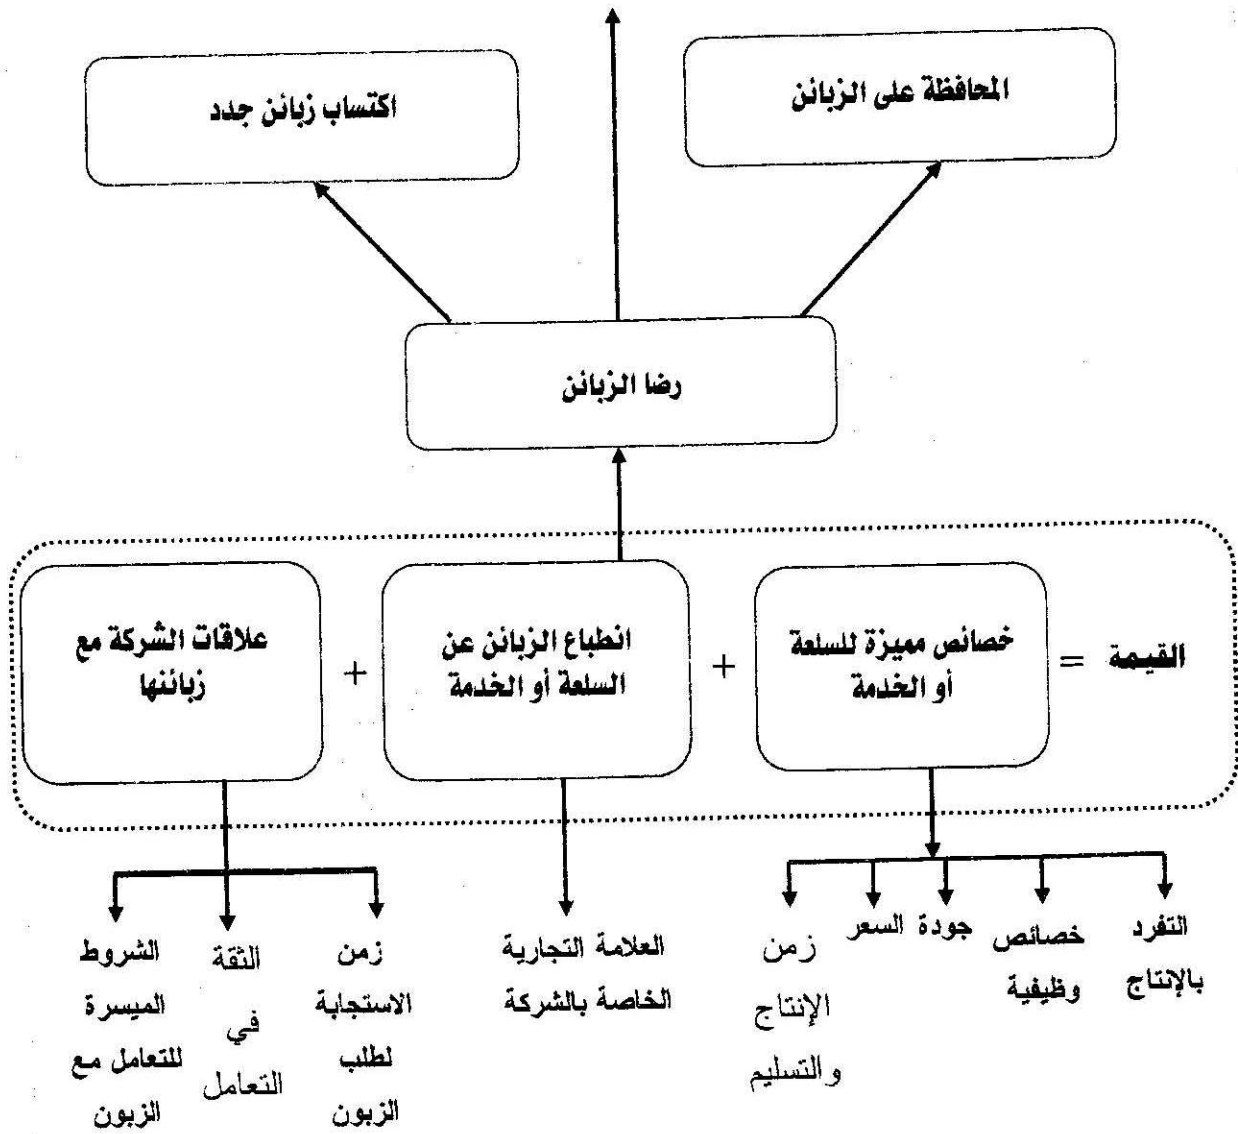 المحافظة على الزبائن
اكتساب زبائن جدد
رضا الزبائن
القيمة
=
خصائص مميزة للسلعة
أو الخدمة
+
انطباع الزبائن عن
السلعة أو الخدمة
+
علاقات الشركة مع
زبائنها
التفرد
بالإنتاج
خصائص
وظيفية
جودة
السعر
زمن
الإنتاج
والتسليم
العلامة التجارية
الخاصة بالشركة
زمن
الاستجابة
لطلب
الزبون
الثقة
في
التعامل
الشروط
الميسرة
للتعامل مع
الزبون